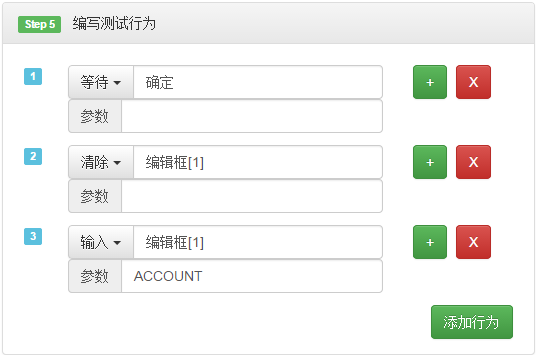 Step 5 编写测试行为
1 等待 确定 + X
参数
2 清除 编辑框[1] + X
参数
3 输入 编辑框[1] + X
参数 ACCOUNT
添加行为